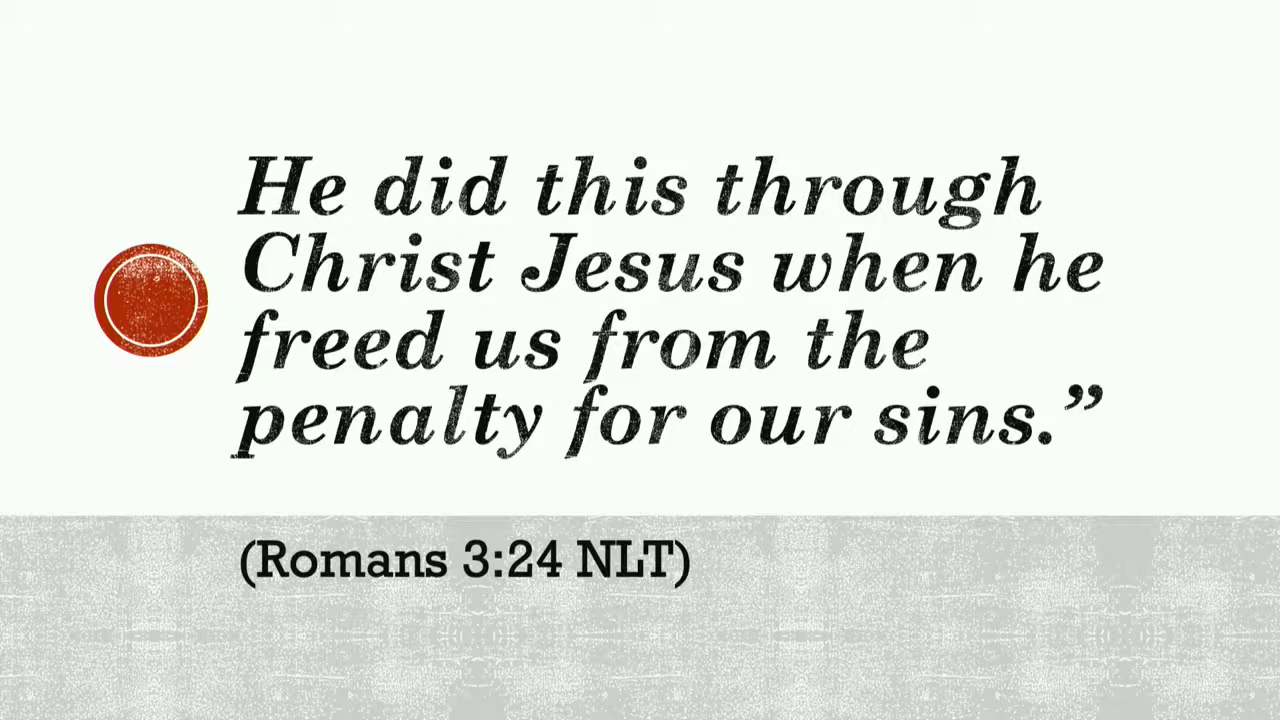 He did this through
Christ Jesus when he
freed us from the
penalty for our sins.”
(Romans 3:24 NLT)